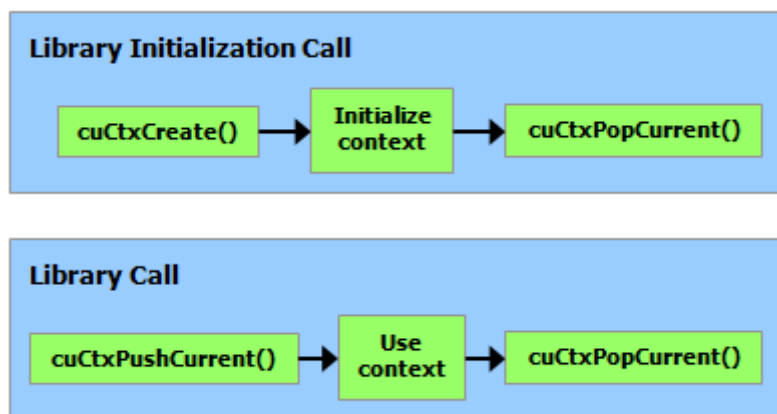 Library Initialization Call
cuCtxCreate()
Initialize
context
cuCtxPopCurrent()
Library Call
cuCtxPushCurrent()
Use
context
cuCtxPopCurrent()